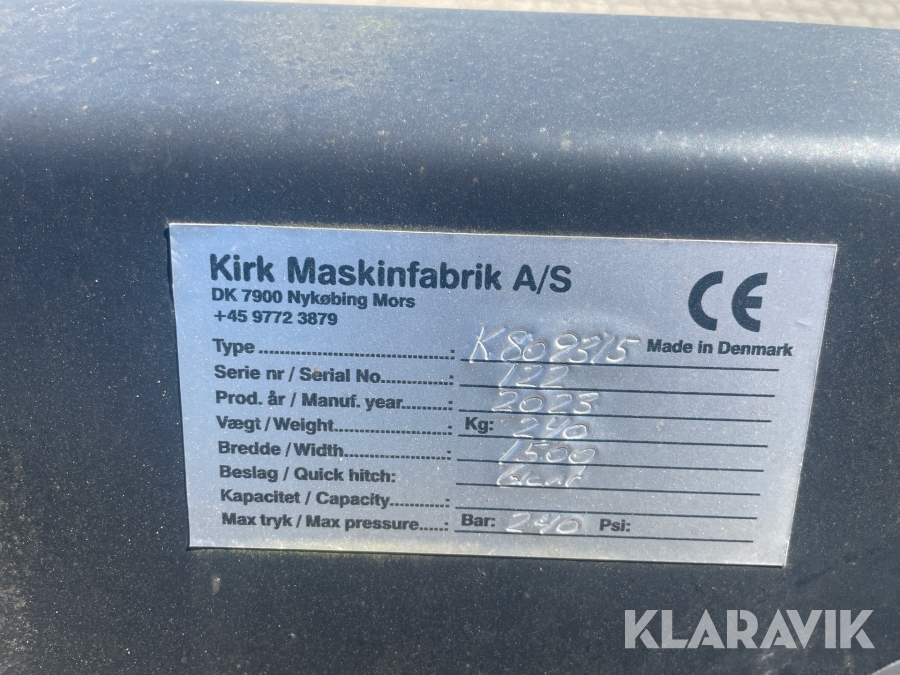 Kirk Maskinfabrik A/S
DK 7900 Nykøbing Mors
+45 9772 3879
CE
Type..........: K809315 Made in Denmark
Serie nr / Serial No..........: 122
Prod. år / Manuf. year..........: 2023
Vægt / Weight..........: Kg: 240
Bredde / Width..........: 1500
Beslag / Quick hitch:
Kapacitet / Capacity..........:
Max tryk / Max pressure.....: Bar: 240 Psi:
KLARAVIK